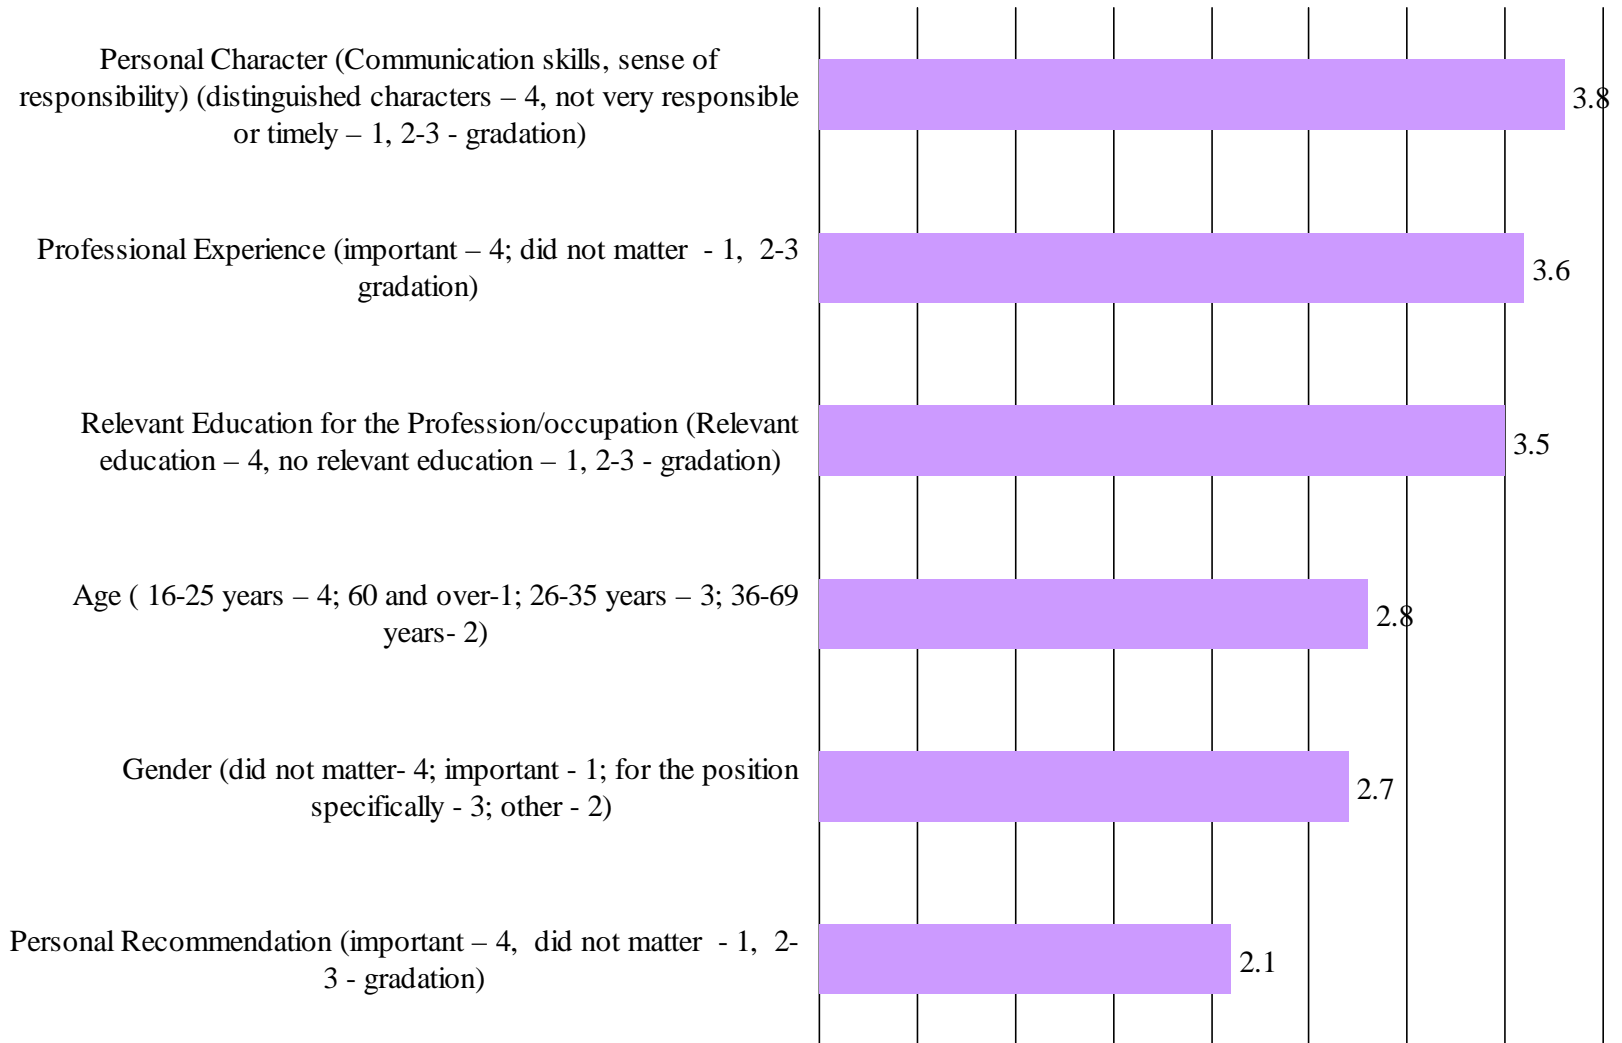 Personal Character (Communication skills, sense of
responsibility) (distinguished characters – 4, not very responsible
or timely – 1, 2-3 - gradation)
3.8
Professional Experience (important – 4; did not matter  - 1,  2-3
gradation)
3.6
Relevant Education for the Profession/occupation (Relevant
education – 4, no relevant education – 1, 2-3 - gradation)
3.5
Age ( 16-25 years – 4; 60 and over-1; 26-35 years – 3; 36-69
years- 2)
2.8
Gender (did not matter- 4; important - 1; for the position
specifically - 3; other - 2)
2.7
Personal Recommendation (important – 4,  did not matter  - 1,  2-
3 - gradation)
2.1